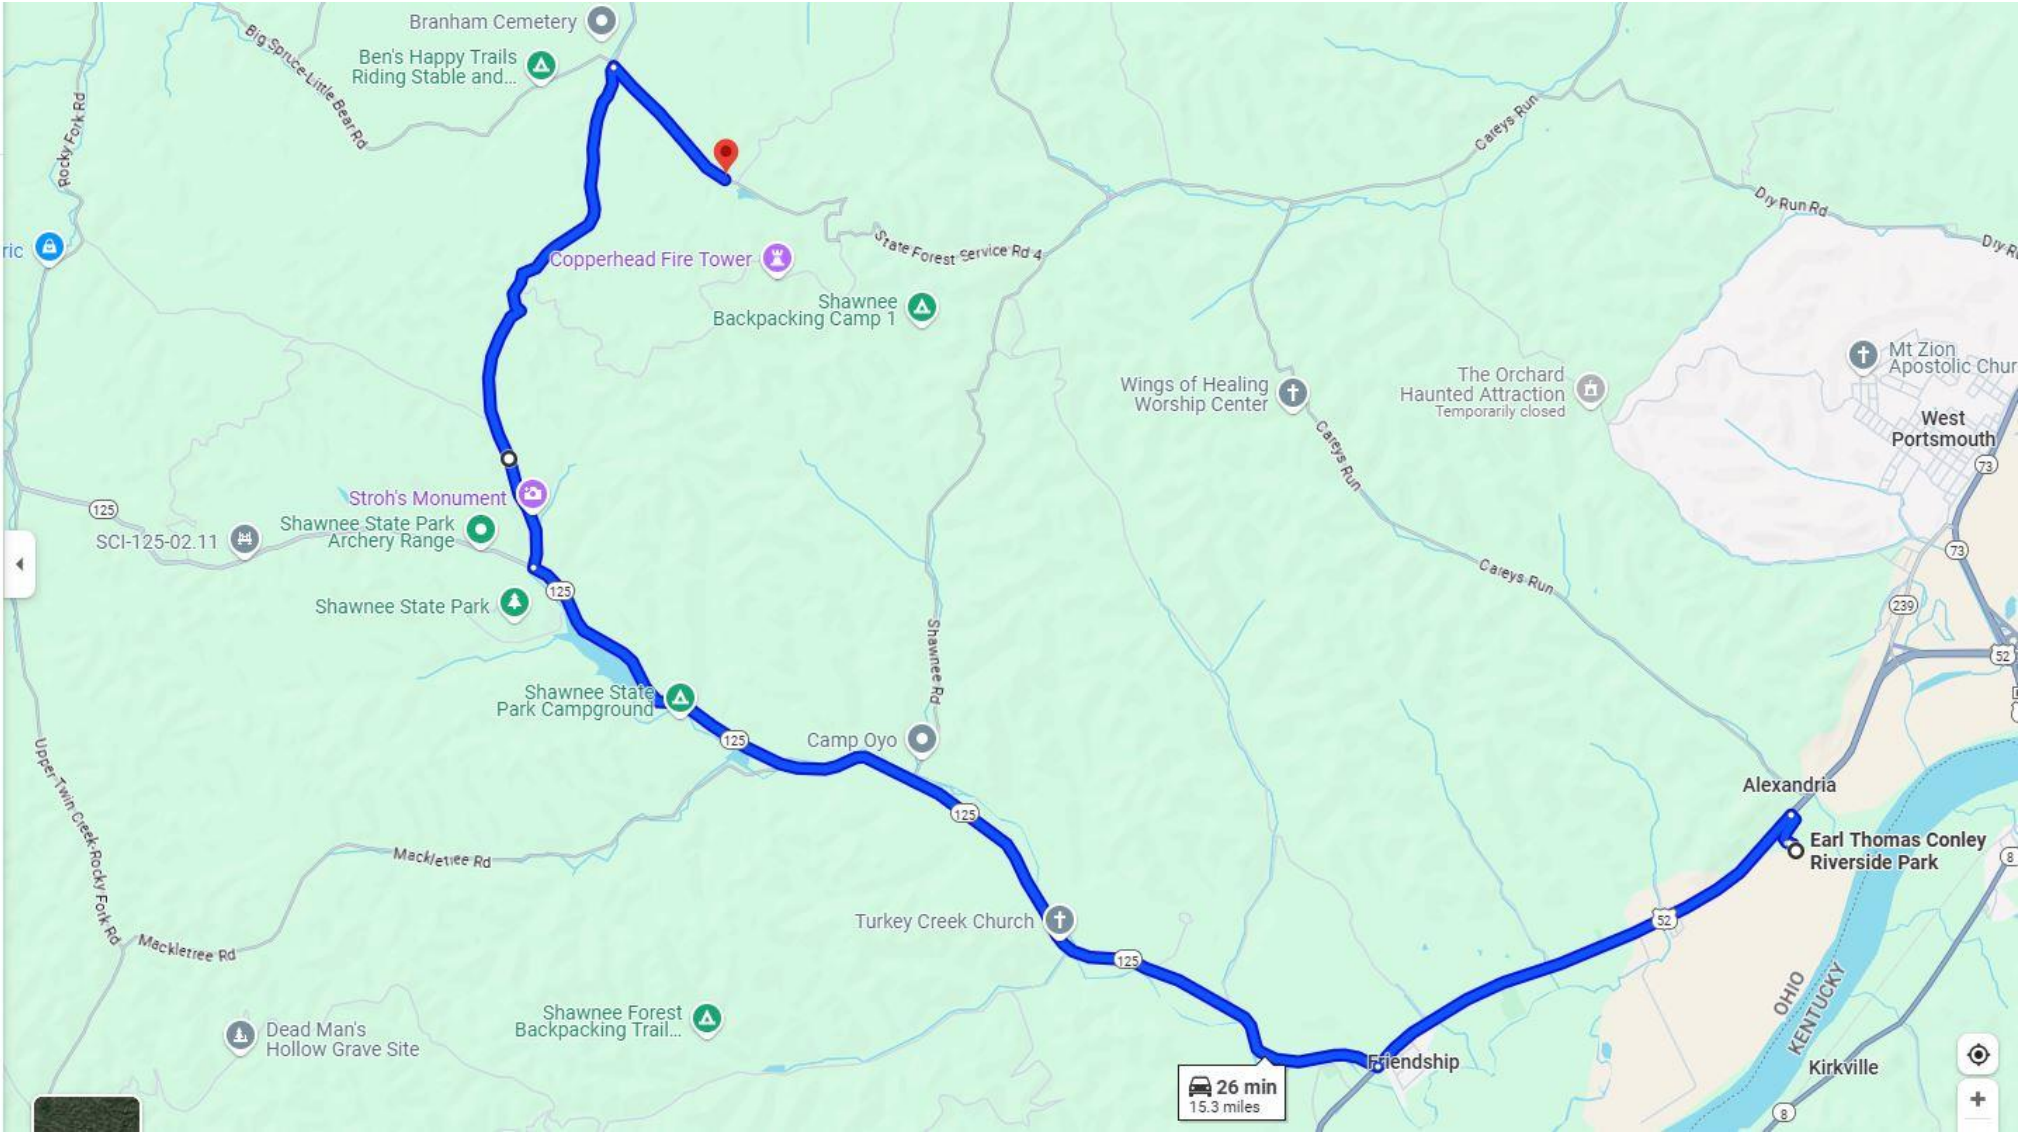 Branham Cemetery
Ben's Happy Trails
Riding Stable and...
Big Spruce-Little Bear Rd
Rocky Fork Rd
Careys Run
Dry Run Rd
ric
Copperhead Fire Tower
State Forest Service Rd 4
Shawnee
Backpacking Camp 1
Mt Zion
Apostolic Chur
Wings of Healing
Worship Center
The Orchard
Haunted Attraction
Temporarily closed
West
Portsmouth
73
Careys Run
Stroh's Monument
125
Shawnee State Park
Archery Range
SCI-125-02.11
73
Careys Run
125
Shawnee State Park
239
Shawnee Rd
52
Shawnee State
Park Campground
125
Camp Oyo
Upper Twin Creek-Rocky Fork Rd
Alexandria
125
Earl Thomas Conley
Riverside Park
8
Mackletree Rd
Turkey Creek Church
52
Mackletree Rd
125
OHIO
KENTUCKY
Shawnee Forest
Backpacking Trail...
Dead Man's
Hollow Grave Site
Friendship
Kirkville
26 min
15.3 miles
8